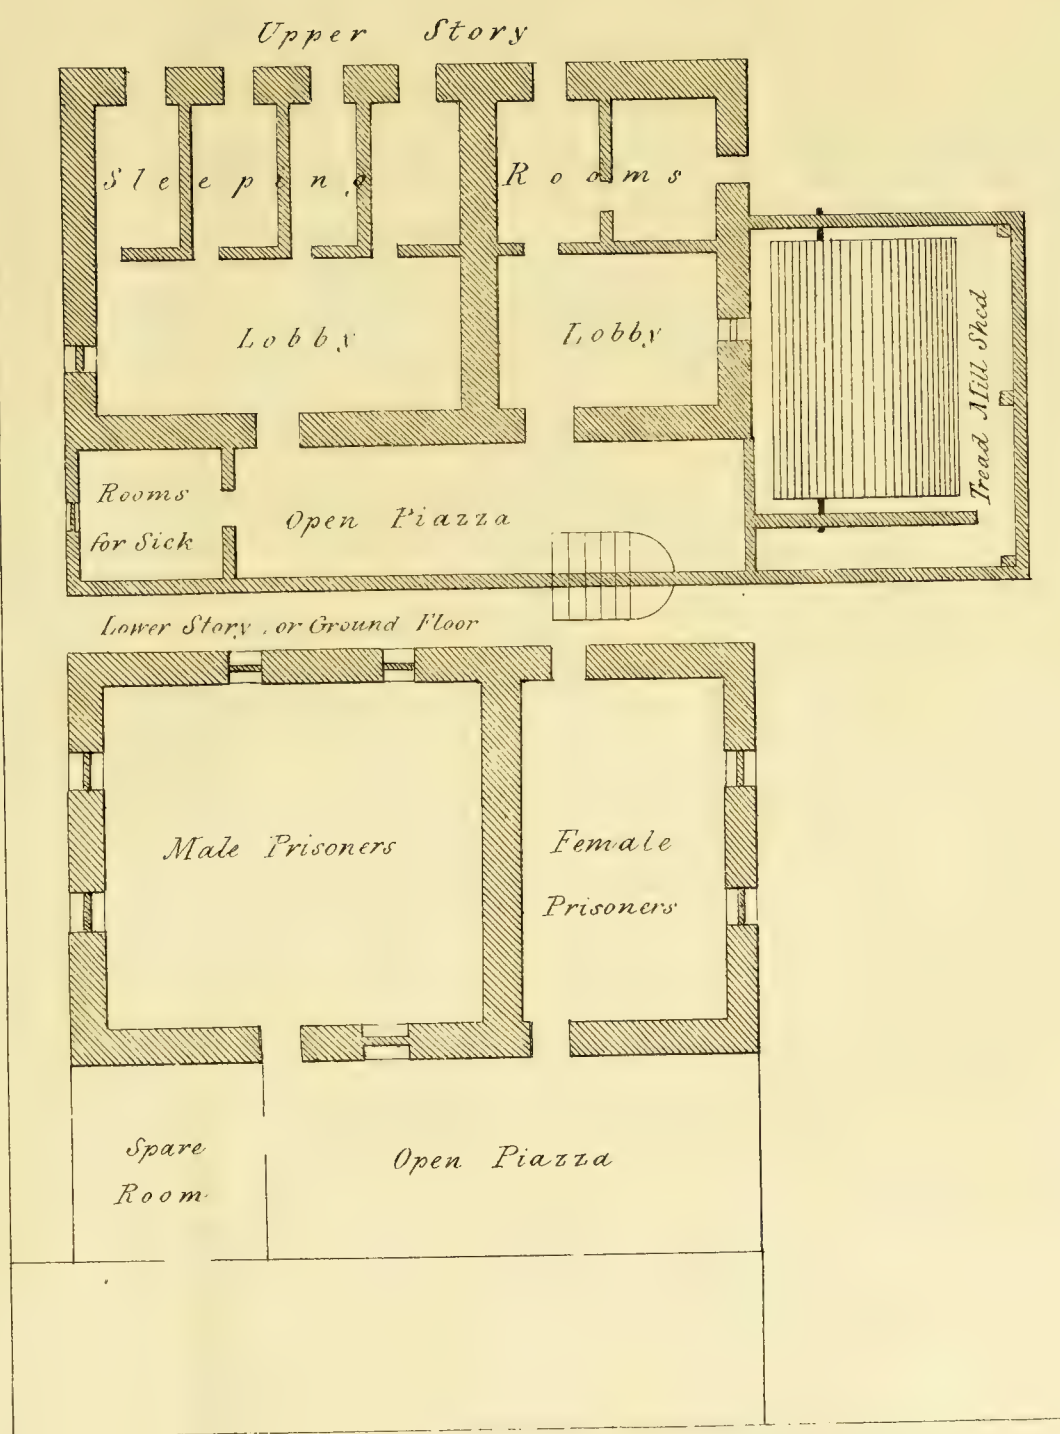 Upper Story
Sleeping Rooms
Lobby
Lobby
Tread Mill Shed
Rooms
for Sick
Open Piazza
Lower Story, or Ground Floor
Male Prisoners
Female
Prisoners
Spare
Room
Open Piazza